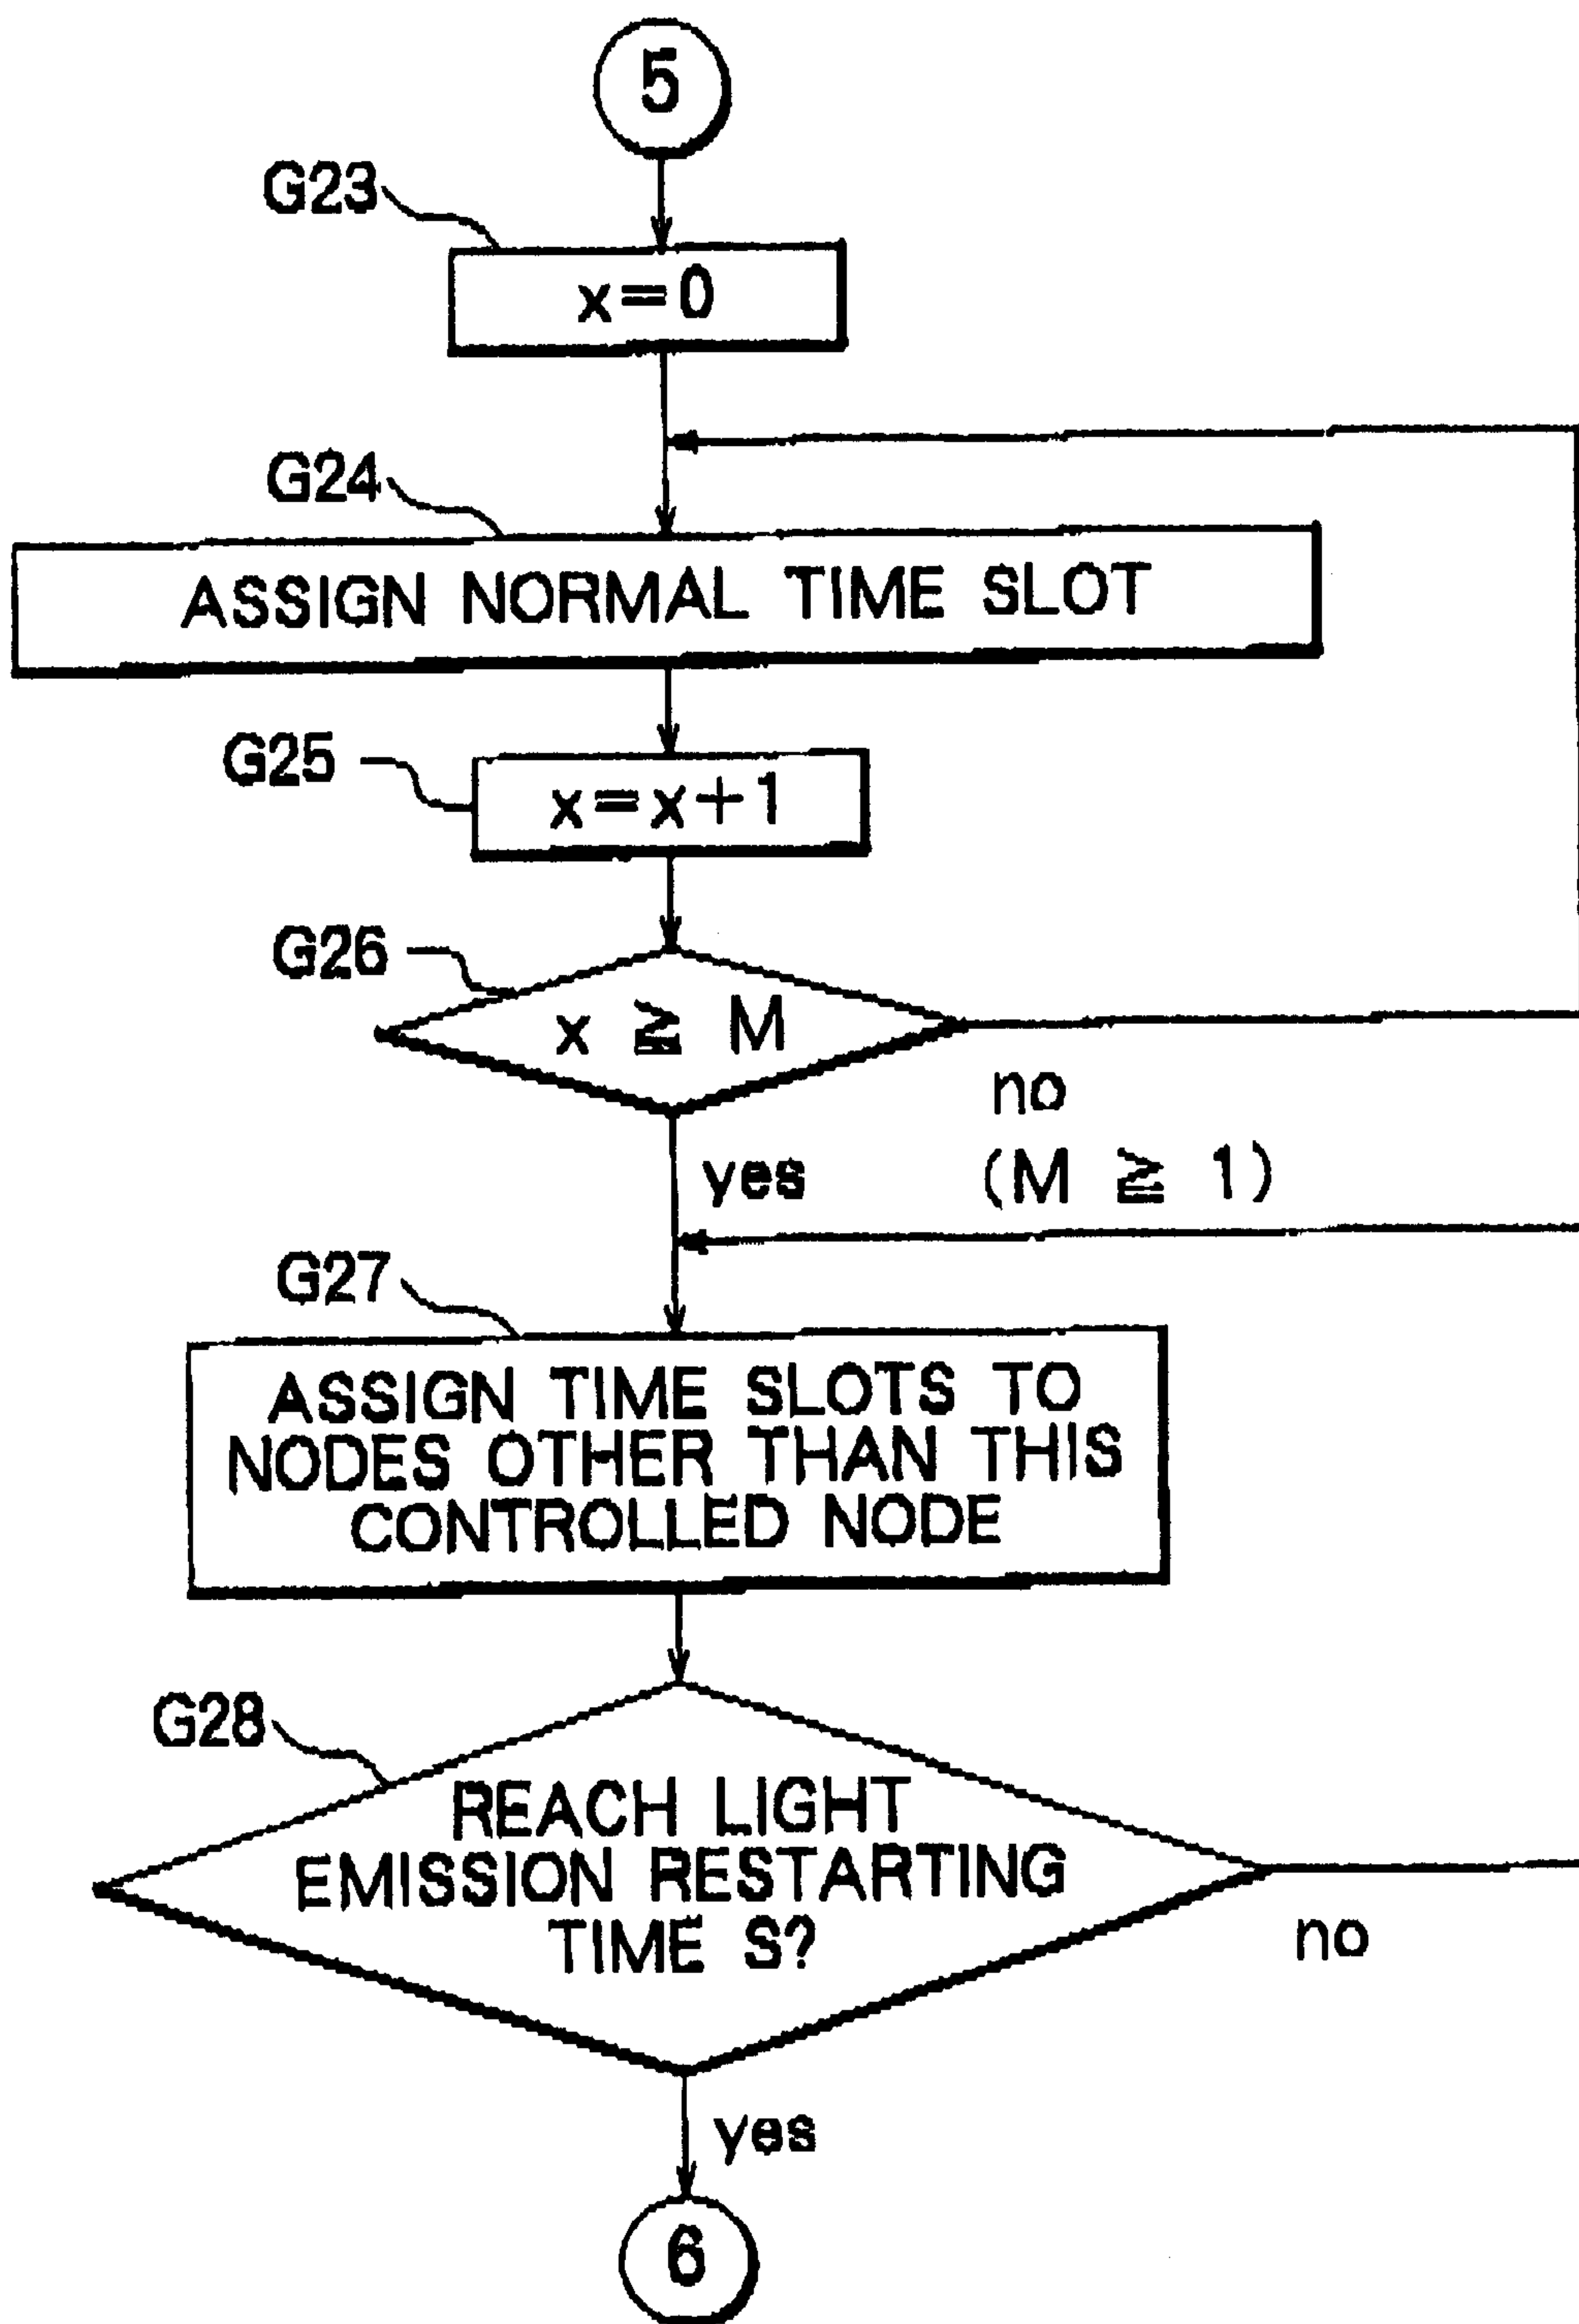 5
G23
x=0
G24
ASSIGN NORMAL TIME SLOT
G25
x=x+1
G26
x ≧ M
no
yes
(M ≧ 1)
G27
ASSIGN TIME SLOTS TO
NODES OTHER THAN THIS
CONTROLLED NODE
G28
REACH LIGHT
EMISSION RESTARTING
TIME S?
no
yes
6